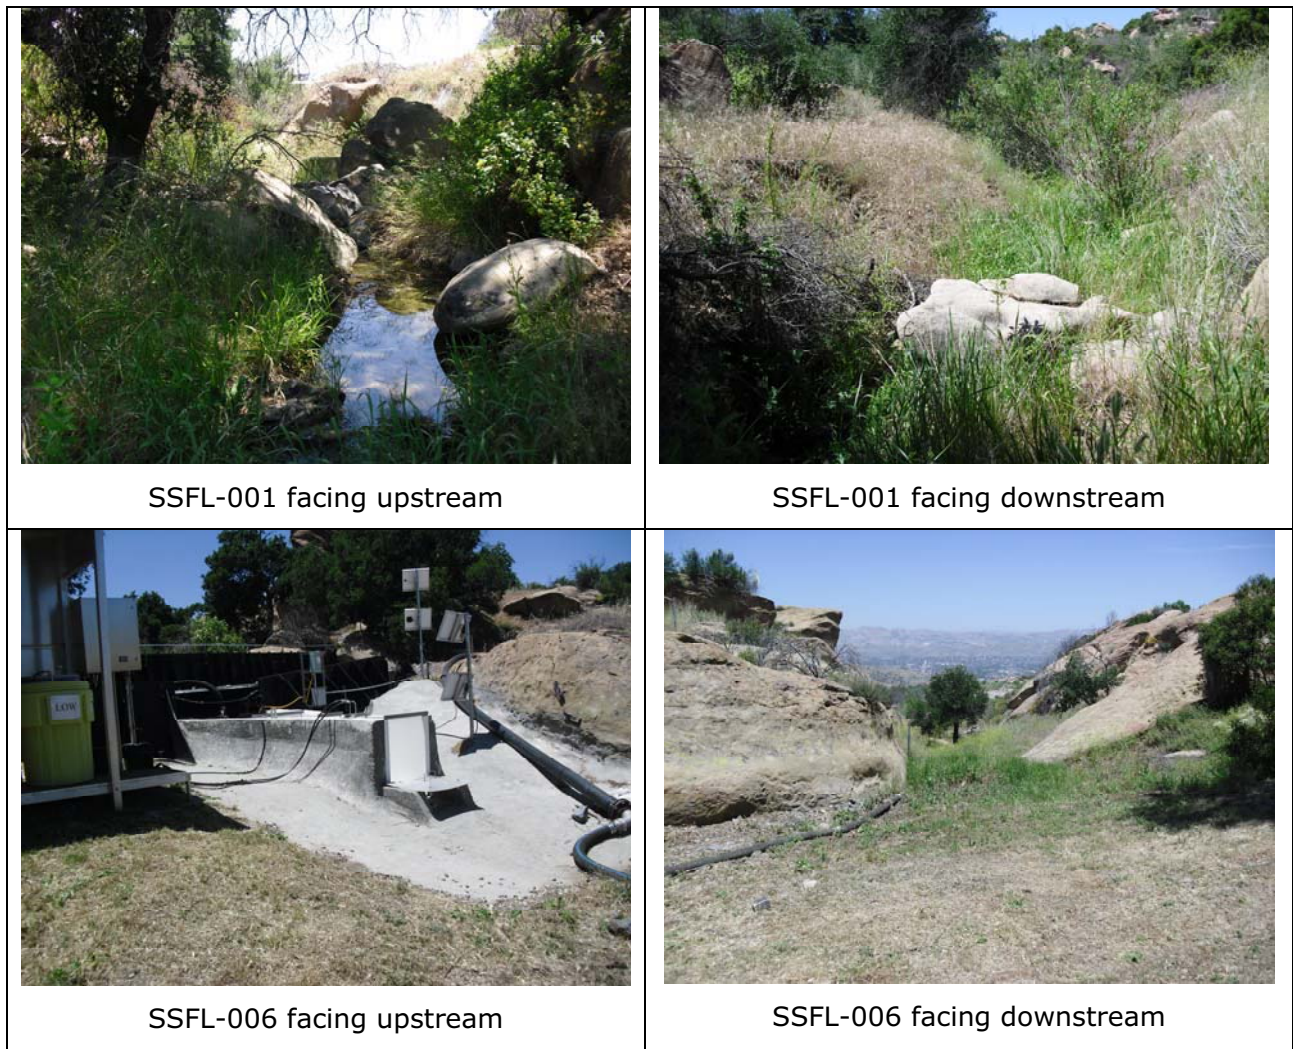 SSFL-001 facing upstream
SSFL-001 facing downstream
LOW
SSFL-006 facing upstream
SSFL-006 facing downstream